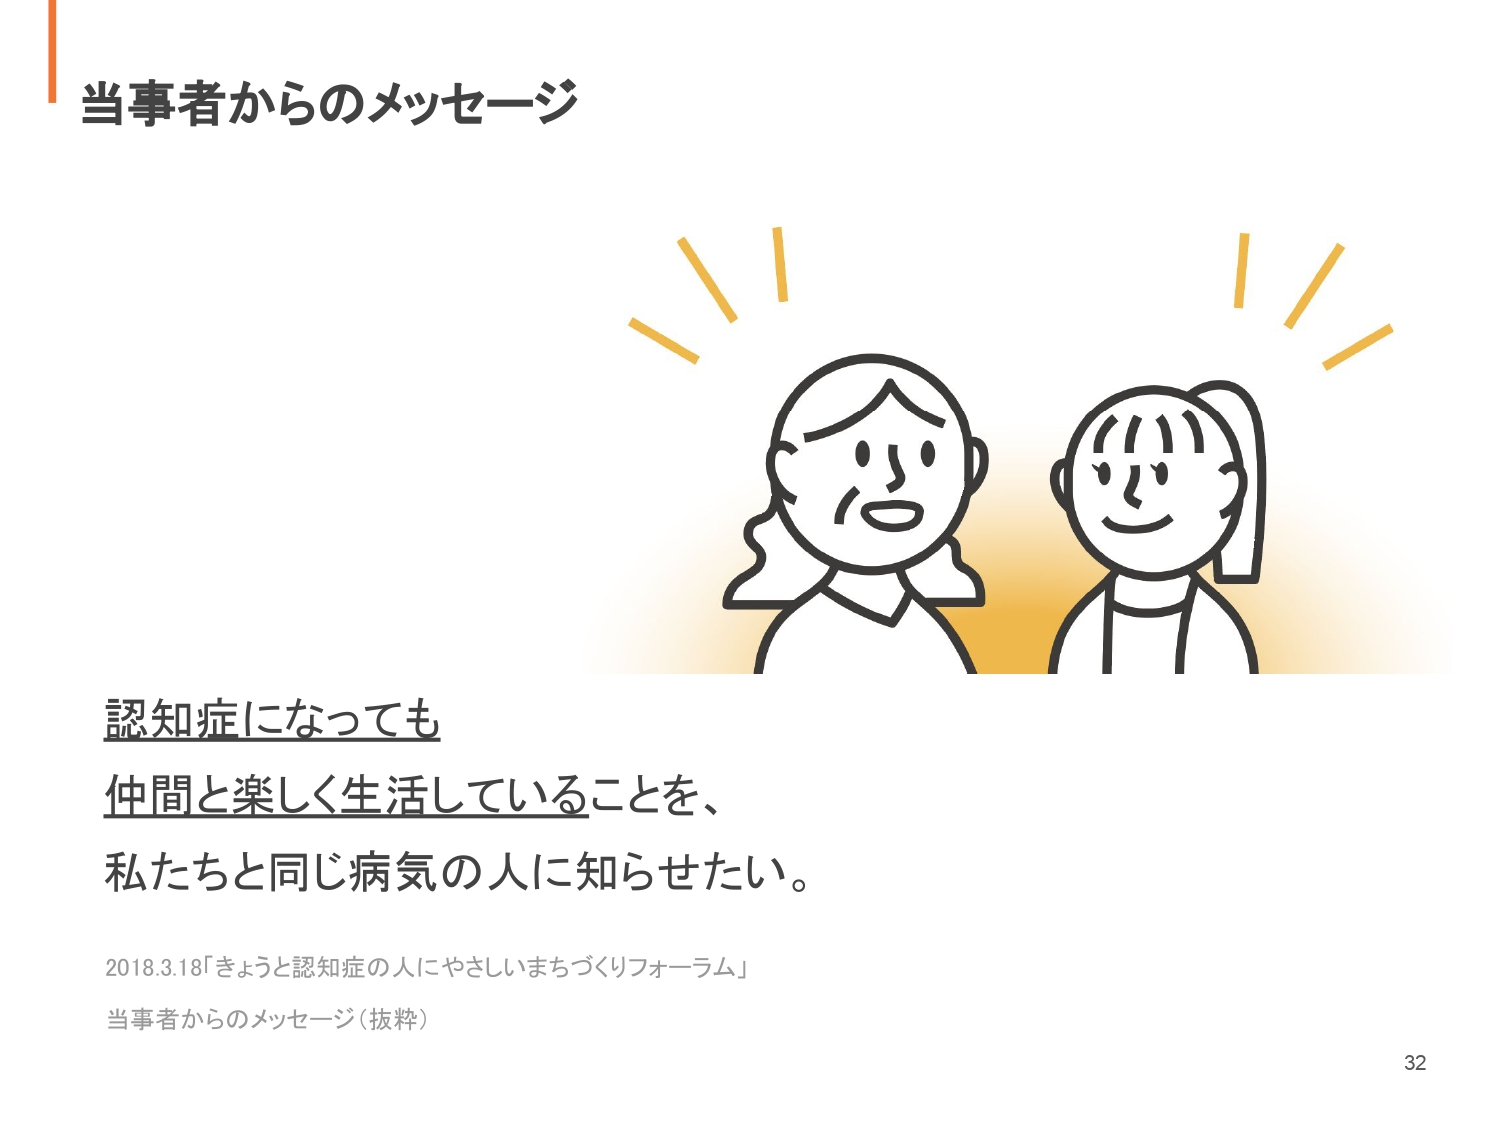 当事者からのメッセージ
認知症になっても
仲間と楽しく生活していることを、
私たちと同じ病気の人に知らせたい。
2018.3.18「きょうと認知症の人にやさしいまちづくりフォーラム」
当事者からのメッセージ（抜粋）
32